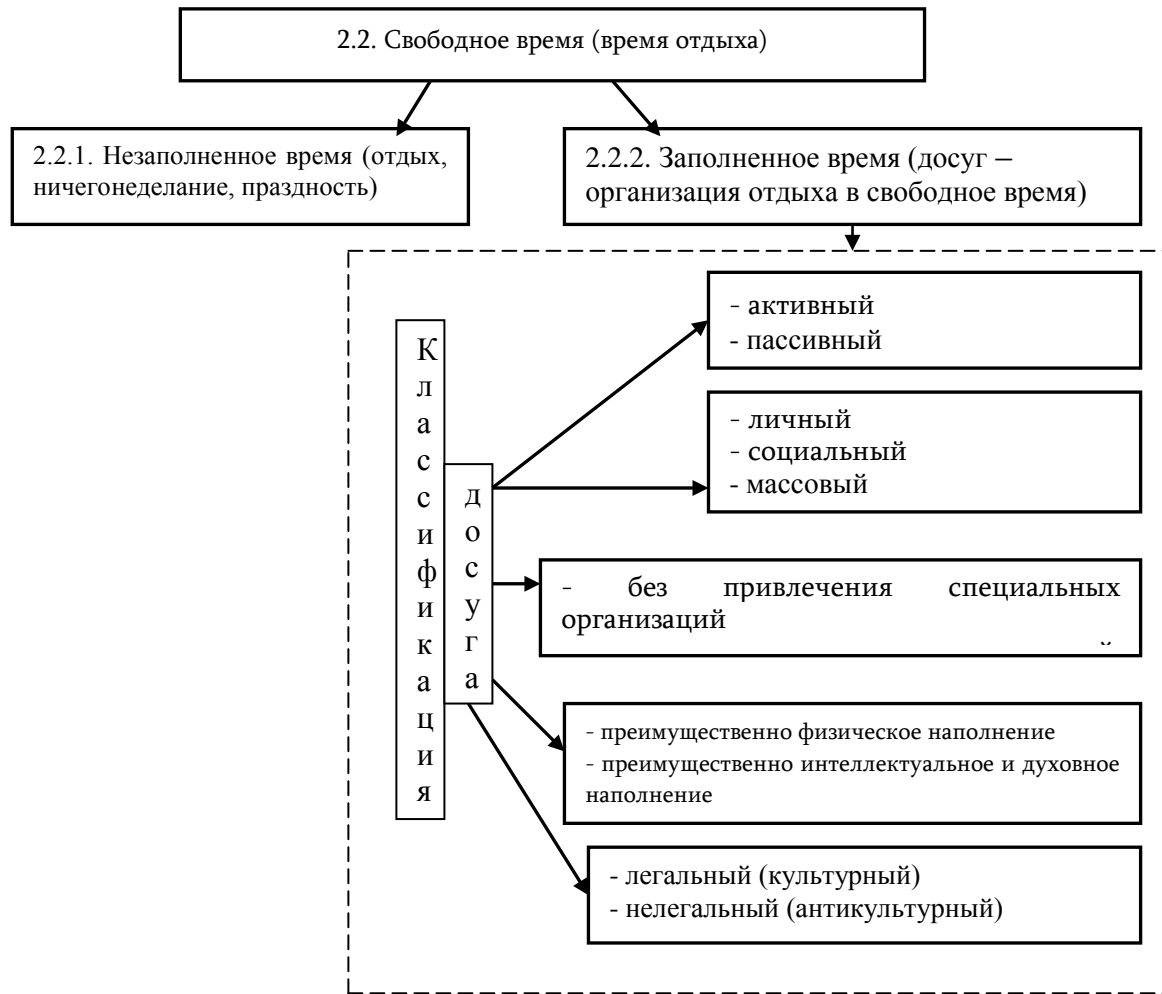 2.2. Свободное время (время отдыха)
2.2.1. Незаполненное время (отдых,
ничегонеделание, праздность)
2.2.2. Заполненное время (досуг –
организация отдыха в свободное время)
Классификация
досуга
- активный
- пассивный
- личный
- социальный
- массовый
- без привлечения специальных
организаций
- преимущественно физическое наполнение
- преимущественно интеллектуальное и духовное
наполнение
- легальный (культурный)
- нелегальный (антикультурный)